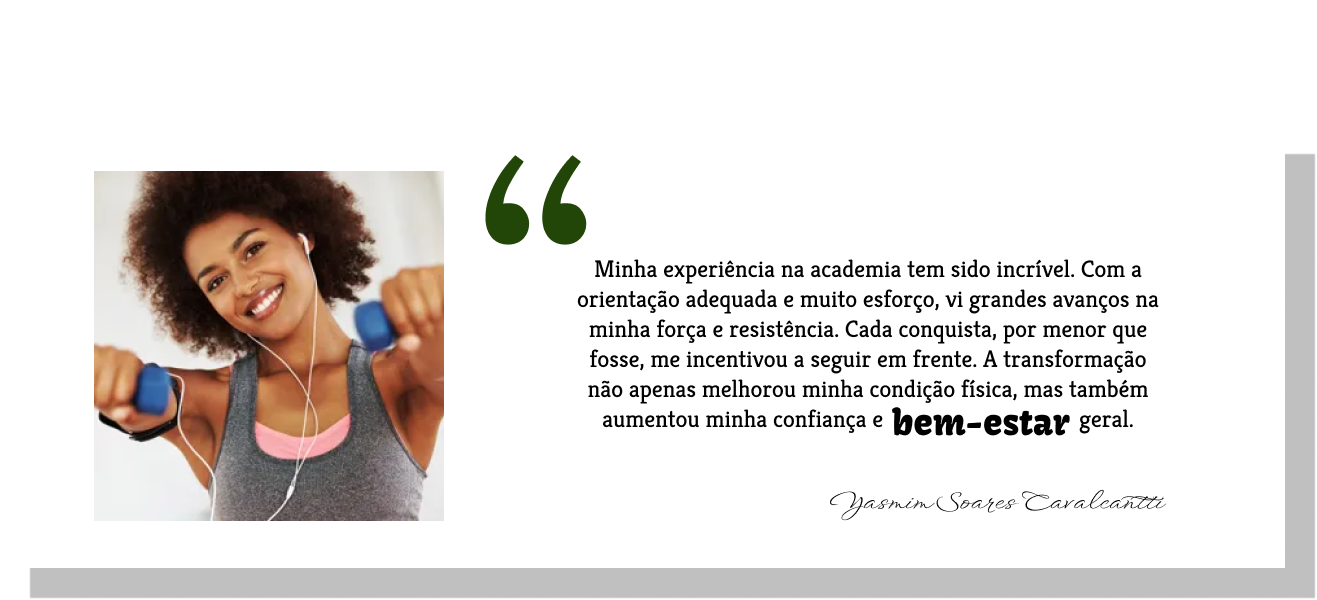 “
Minha experiência na academia tem sido incrível. Com a
orientação adequada e muito esforço, vi grandes avanços na
minha força e resistência. Cada conquista, por menor que
fosse, me incentivou a seguir em frente. A transformação
não apenas melhorou minha condição física, mas também
aumentou minha confiança e bem-estar geral.
Yasmim Soares Cavalcantti